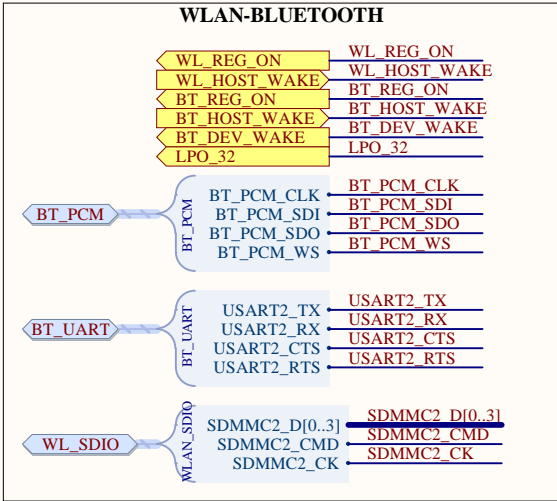 WLAN-BLUETOOTH
WL_REG_ON WL_REG_ON
WL_HOST_WAKE WL_HOST_WAKE
BT_REG_ON BT_REG_ON
BT_HOST_WAKE BT_HOST_WAKE
BT_DEV_WAKE BT_DEV_WAKE
LPO_32 LPO_32
BT_PCM
BT_PCM
BT_PCM_CLK BT_PCM_CLK
BT_PCM_SDI BT_PCM_SDI
BT_PCM_SDO BT_PCM_SDO
BT_PCM_WS BT_PCM_WS
BT_UART
BT_UART
USART2_TX USART2_TX
USART2_RX USART2_RX
USART2_CTS USART2_CTS
USART2_RTS USART2_RTS
WL_SDIO
WLAN_SDIO
SDMMC2_D[0..3] SDMMC2_D[0..3]
SDMMC2_CMD SDMMC2_CMD
SDMMC2_CK SDMMC2_CK